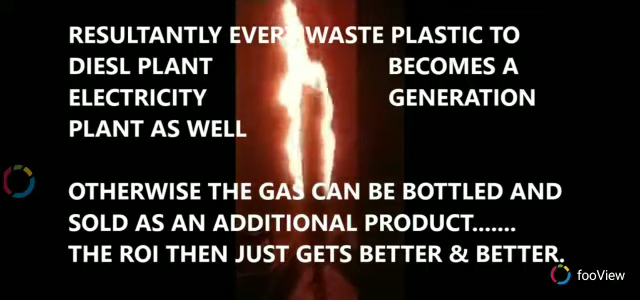 RESULTANTLY EVERY WASTE PLASTIC TO
DIESL PLANT BECOMES A
ELECTRICITY GENERATION
PLANT AS WELL
OTHERWISE THE GAS CAN BE BOTTLED AND
SOLD AS AN ADDITIONAL PRODUCT.......
THE ROI THEN JUST GETS BETTER & BETTER.
fooView